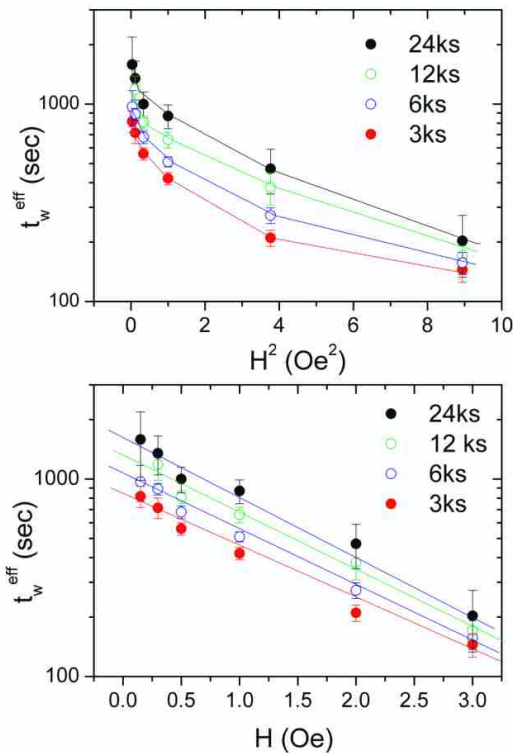 24ks
12ks
6ks
3ks
1000
100
t_w^eff (sec)
0 2 4 6 8 10
H² (Oe²)
24ks
12 ks
6ks
3ks
1000
100
t_w^eff (sec)
0.0 0.5 1.0 1.5 2.0 2.5 3.0
H (Oe)